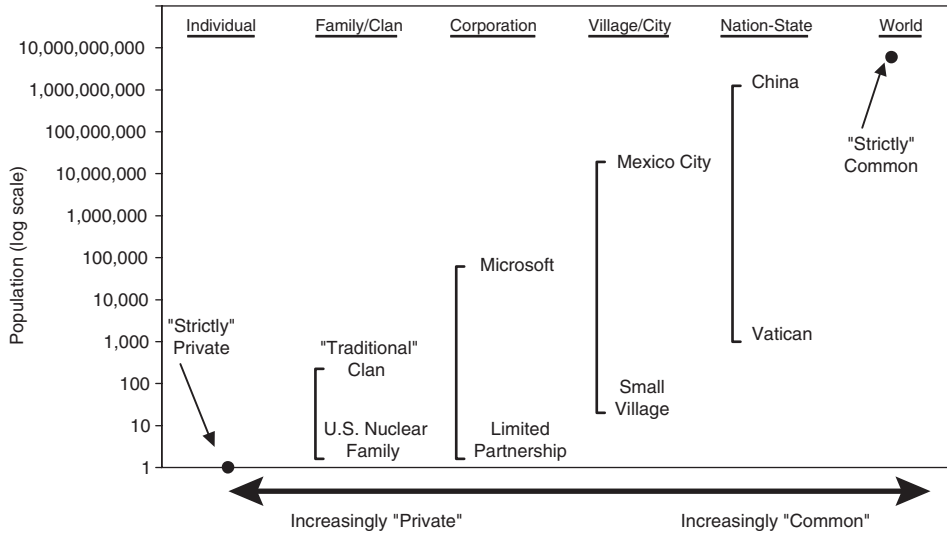 Individual
Family/Clan
Corporation
Village/City
Nation-State
World
Population (log scale)
10,000,000,000
1,000,000,000
100,000,000
10,000,000
1,000,000
100,000
10,000
1,000
100
10
1
"Strictly"
Private
"Traditional"
Clan
U.S. Nuclear
Family
Microsoft
Limited
Partnership
Mexico City
Small
Village
China
Vatican
"Strictly"
Common
Increasingly "Private"
Increasingly "Common"